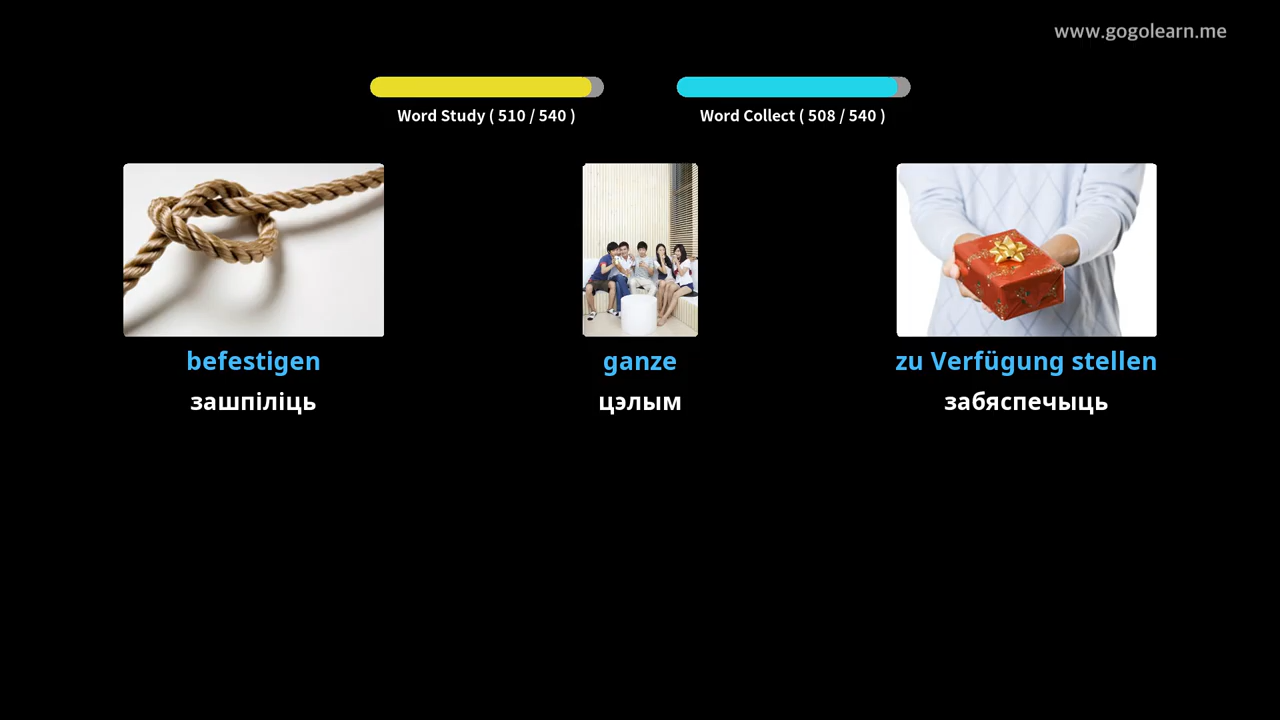 www.gogolearn.me
Word Study ( 510 / 540 )
Word Collect ( 508 / 540 )
befestigen
зашпіліць
ganze
цэлым
zu Verfügung stellen
забяспечыць